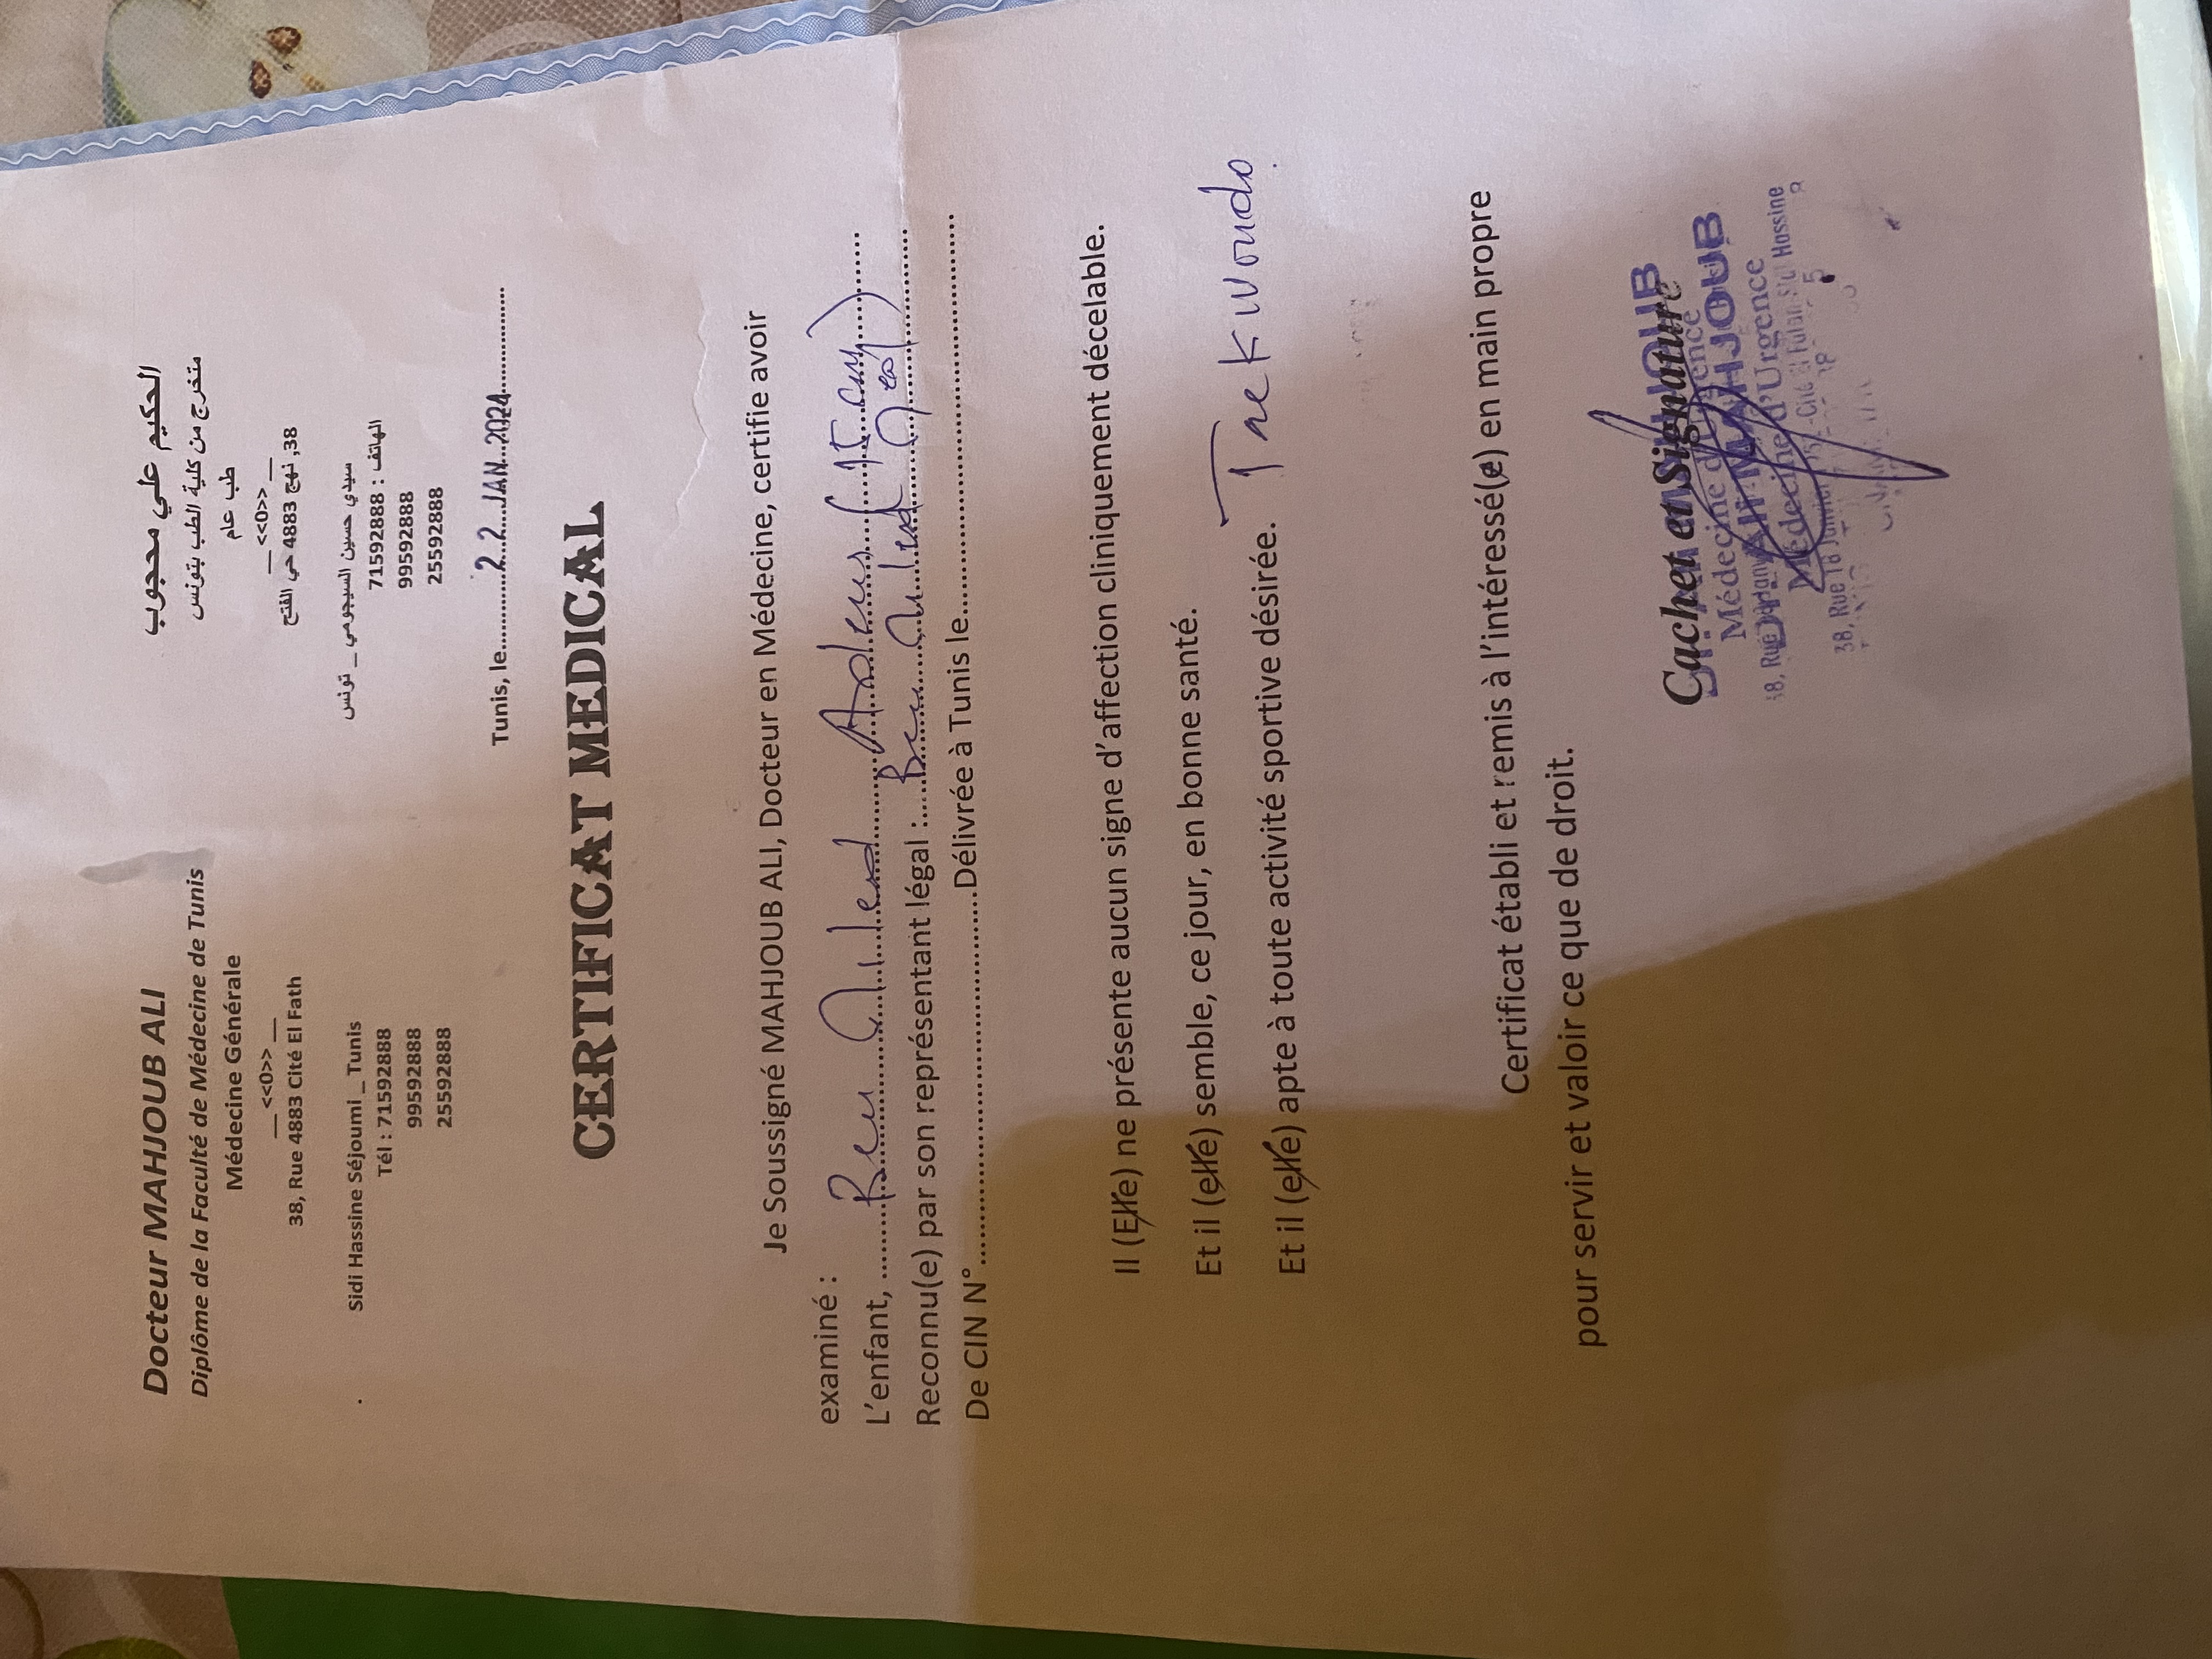 Docteur MAHJOUB ALI
Diplôme de la Faculté de Médecine de Tunis
Médecine Générale
__ <<0>> __
38, Rue 4883 Cité El Fath
Sidi Hassine Séjoumi _ Tunis
Tél : 71592888
99592888
25592888
الحكيم علي محجوب
متخرج من كلية الطب بتونس
طب عام
__ <<0>> __
38, نهج 4883 حي الفتح
سيدي حسين السيجومي _ تونس
الهاتف : 71592888
99592888
25592888
Tunis, le............2.2...JAN...2024...............
CERTIFICAT MEDICAL
Je Soussigné MAHJOUB ALI, Docteur en Médecine, certifie avoir
examiné :
L'enfant, Ben
Reconnu(e) par son représentant légal : Ben
De CIN N°..............................Délivrée à Tunis le..............................
Il (Elle) ne présente aucun signe d'affection cliniquement décelable.
Et il (elle) semble, ce jour, en bonne santé.
Et il (elle) apte à toute activité sportive désirée. Taekwondo.
Certificat établi et remis à l'intéressé(e) en main propre
pour servir et valoir ce que de droit.
Cachet et Signature
MAHJOUB
Médecine d'Urgence